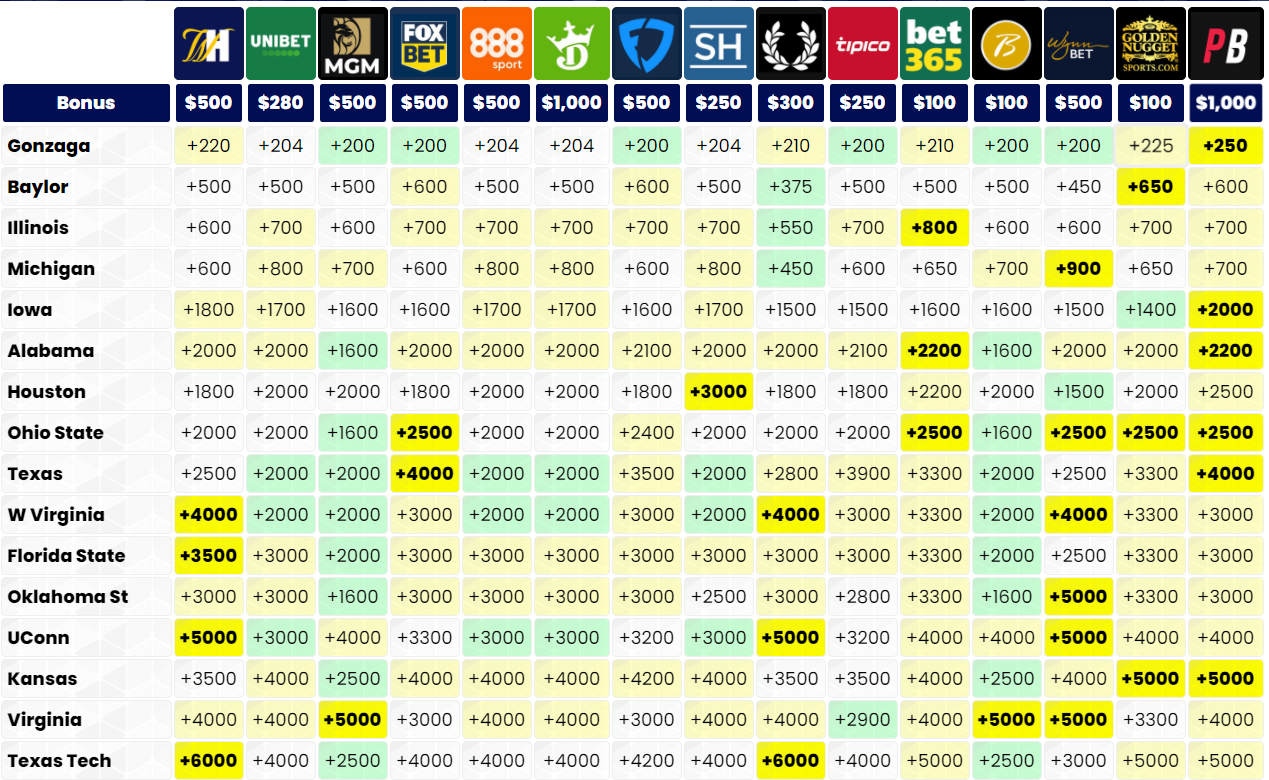 WH UNIBET MGM FOX BET 888 sport SH tipico bet 365 B Wynn BET GOLDEN NUGGET SPORTS.COM PB
Bonus $500 $280 $500 $500 $500 $1,000 $500 $250 $300 $250 $100 $100 $500 $100 $1,000
Gonzaga +220 +204 +200 +200 +204 +204 +200 +204 +210 +200 +210 +200 +200 +225 +250
Baylor +500 +500 +500 +600 +500 +500 +600 +500 +375 +500 +500 +500 +450 +650 +600
Illinois +600 +700 +600 +700 +700 +700 +700 +700 +550 +700 +800 +600 +600 +700 +700
Michigan +600 +800 +700 +600 +800 +800 +600 +800 +450 +600 +650 +700 +900 +650 +700
Iowa +1800 +1700 +1600 +1600 +1700 +1700 +1600 +1700 +1500 +1500 +1600 +1600 +1500 +1400 +2000
Alabama +2000 +2000 +1600 +2000 +2000 +2000 +2100 +2000 +2000 +2100 +2200 +1600 +2000 +2000 +2200
Houston +1800 +2000 +2000 +1800 +2000 +2000 +1800 +3000 +1800 +1800 +2200 +2000 +1500 +2000 +2500
Ohio State +2000 +2000 +1600 +2500 +2000 +2000 +2400 +2000 +2000 +2000 +2500 +1600 +2500 +2500 +2500
Texas +2500 +2000 +2000 +4000 +2000 +2000 +3500 +2000 +2800 +3900 +3300 +2000 +2500 +3300 +4000
W Virginia +4000 +2000 +2000 +3000 +2000 +2000 +3000 +2000 +4000 +3000 +3300 +2000 +4000 +3300 +3000
Florida State +3500 +3000 +2000 +3000 +3000 +3000 +3000 +3000 +3000 +3000 +3300 +2000 +2500 +3300 +3000
Oklahoma St +3000 +3000 +1600 +3000 +3000 +3000 +3000 +2500 +3000 +2800 +3300 +1600 +5000 +3300 +3000
UConn +5000 +3000 +4000 +3300 +3000 +3000 +3200 +3000 +5000 +3200 +4000 +4000 +5000 +4000 +4000
Kansas +3500 +4000 +2500 +4000 +4000 +4000 +4200 +4000 +3500 +3500 +4000 +2500 +4000 +5000 +5000
Virginia +4000 +4000 +5000 +3000 +4000 +4000 +3000 +4000 +4000 +2900 +4000 +5000 +5000 +3300 +4000
Texas Tech +6000 +4000 +2500 +4000 +4000 +4000 +4200 +4000 +6000 +4000 +5000 +2500 +3000 +5000 +5000